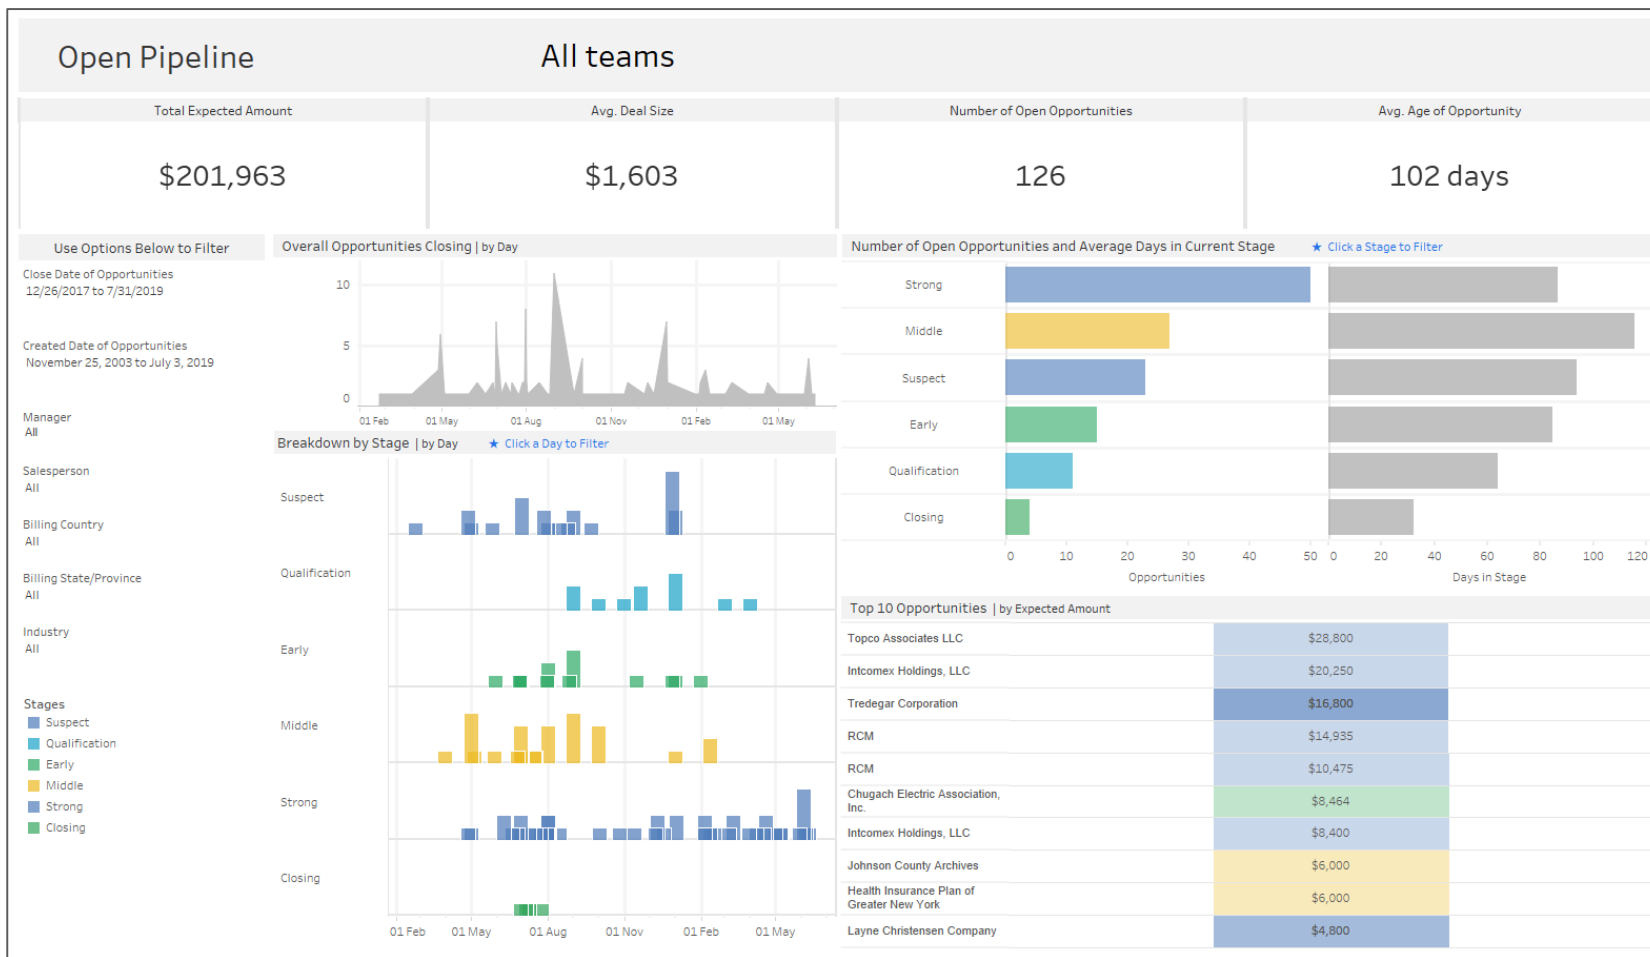 Open Pipeline
All teams
Total Expected Amount
$201,963
Avg. Deal Size
$1,603
Number of Open Opportunities
126
Avg. Age of Opportunity
102 days
Use Options Below to Filter
Close Date of Opportunities
12/26/2017 to 7/31/2019
Created Date of Opportunities
November 25, 2003 to July 3, 2019
Manager
All
Salesperson
All
Billing Country
All
Billing State/Province
All
Industry
All
Stages
Suspect
Qualification
Early
Middle
Strong
Closing
Overall Opportunities Closing | by Day
10
5
0
01 Feb 01 May 01 Aug 01 Nov 01 Feb 01 May
Breakdown by Stage | by Day ★ Click a Day to Filter
Suspect
Qualification
Early
Middle
Strong
Closing
01 Feb 01 May 01 Aug 01 Nov 01 Feb 01 May
Number of Open Opportunities and Average Days in Current Stage ★ Click a Stage to Filter
Strong
Middle
Suspect
Early
Qualification
Closing
0 10 20 30 40 50 0 20 40 60 80 100 120
Opportunities Days in Stage
Top 10 Opportunities | by Expected Amount
Topco Associates LLC $28,800
Intcomex Holdings, LLC $20,250
Tredegar Corporation $16,800
RCM $14,935
RCM $10,475
Chugach Electric Association,
Inc. $8,464
Intcomex Holdings, LLC $8,400
Johnson County Archives $6,000
Health Insurance Plan of
Greater New York $6,000
Layne Christensen Company $4,800